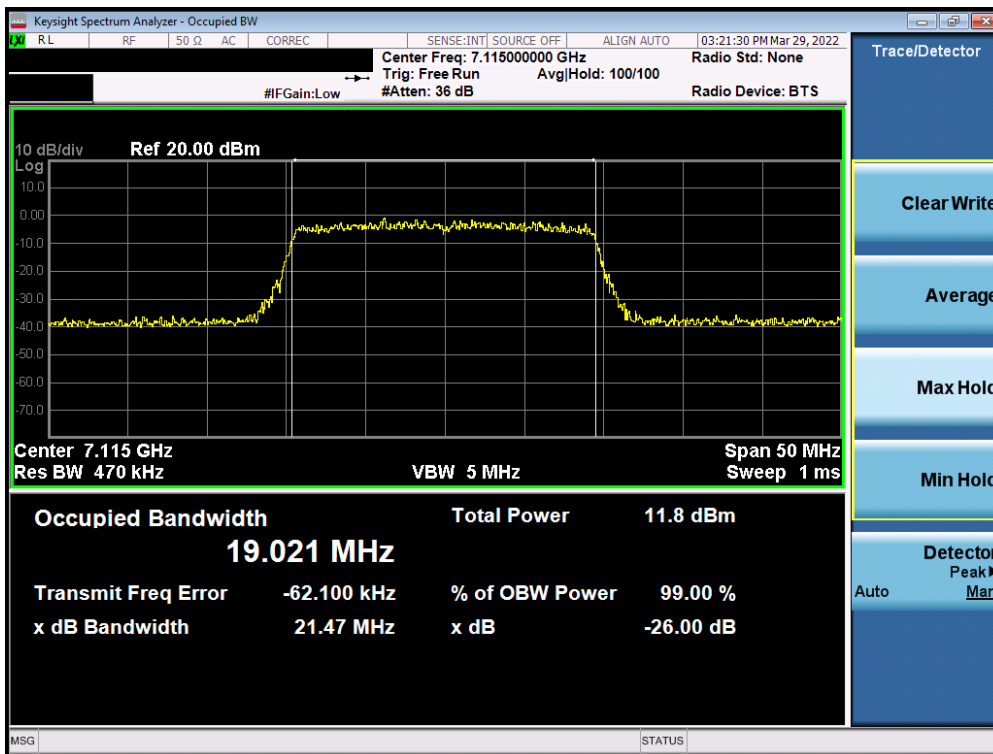 Keysight Spectrum Analyzer - Occupied BW
LXI RL RF 50 Ω AC CORREC SENSE:INT SOURCE OFF ALIGN AUTO 03:21:30 PM Mar 29, 2022
Center Freq: 7.115000000 GHz Radio Std: None
Trig: Free Run Avg|Hold: 100/100
#IFGain:Low #Atten: 36 dB Radio Device: BTS
10 dB/div Ref 20.00 dBm
Log
10.0
0.00
-10.0
-20.0
-30.0
-40.0
-50.0
-60.0
-70.0
Center 7.115 GHz Span 50 MHz
Res BW 470 kHz VBW 5 MHz Sweep 1 ms
Occupied Bandwidth Total Power 11.8 dBm
19.021 MHz
Transmit Freq Error -62.100 kHz % of OBW Power 99.00 %
x dB Bandwidth 21.47 MHz x dB -26.00 dB
MSG STATUS
Trace/Detector
Clear Write
Average
Max Hold
Min Hold
Detector
Peak
Auto Man